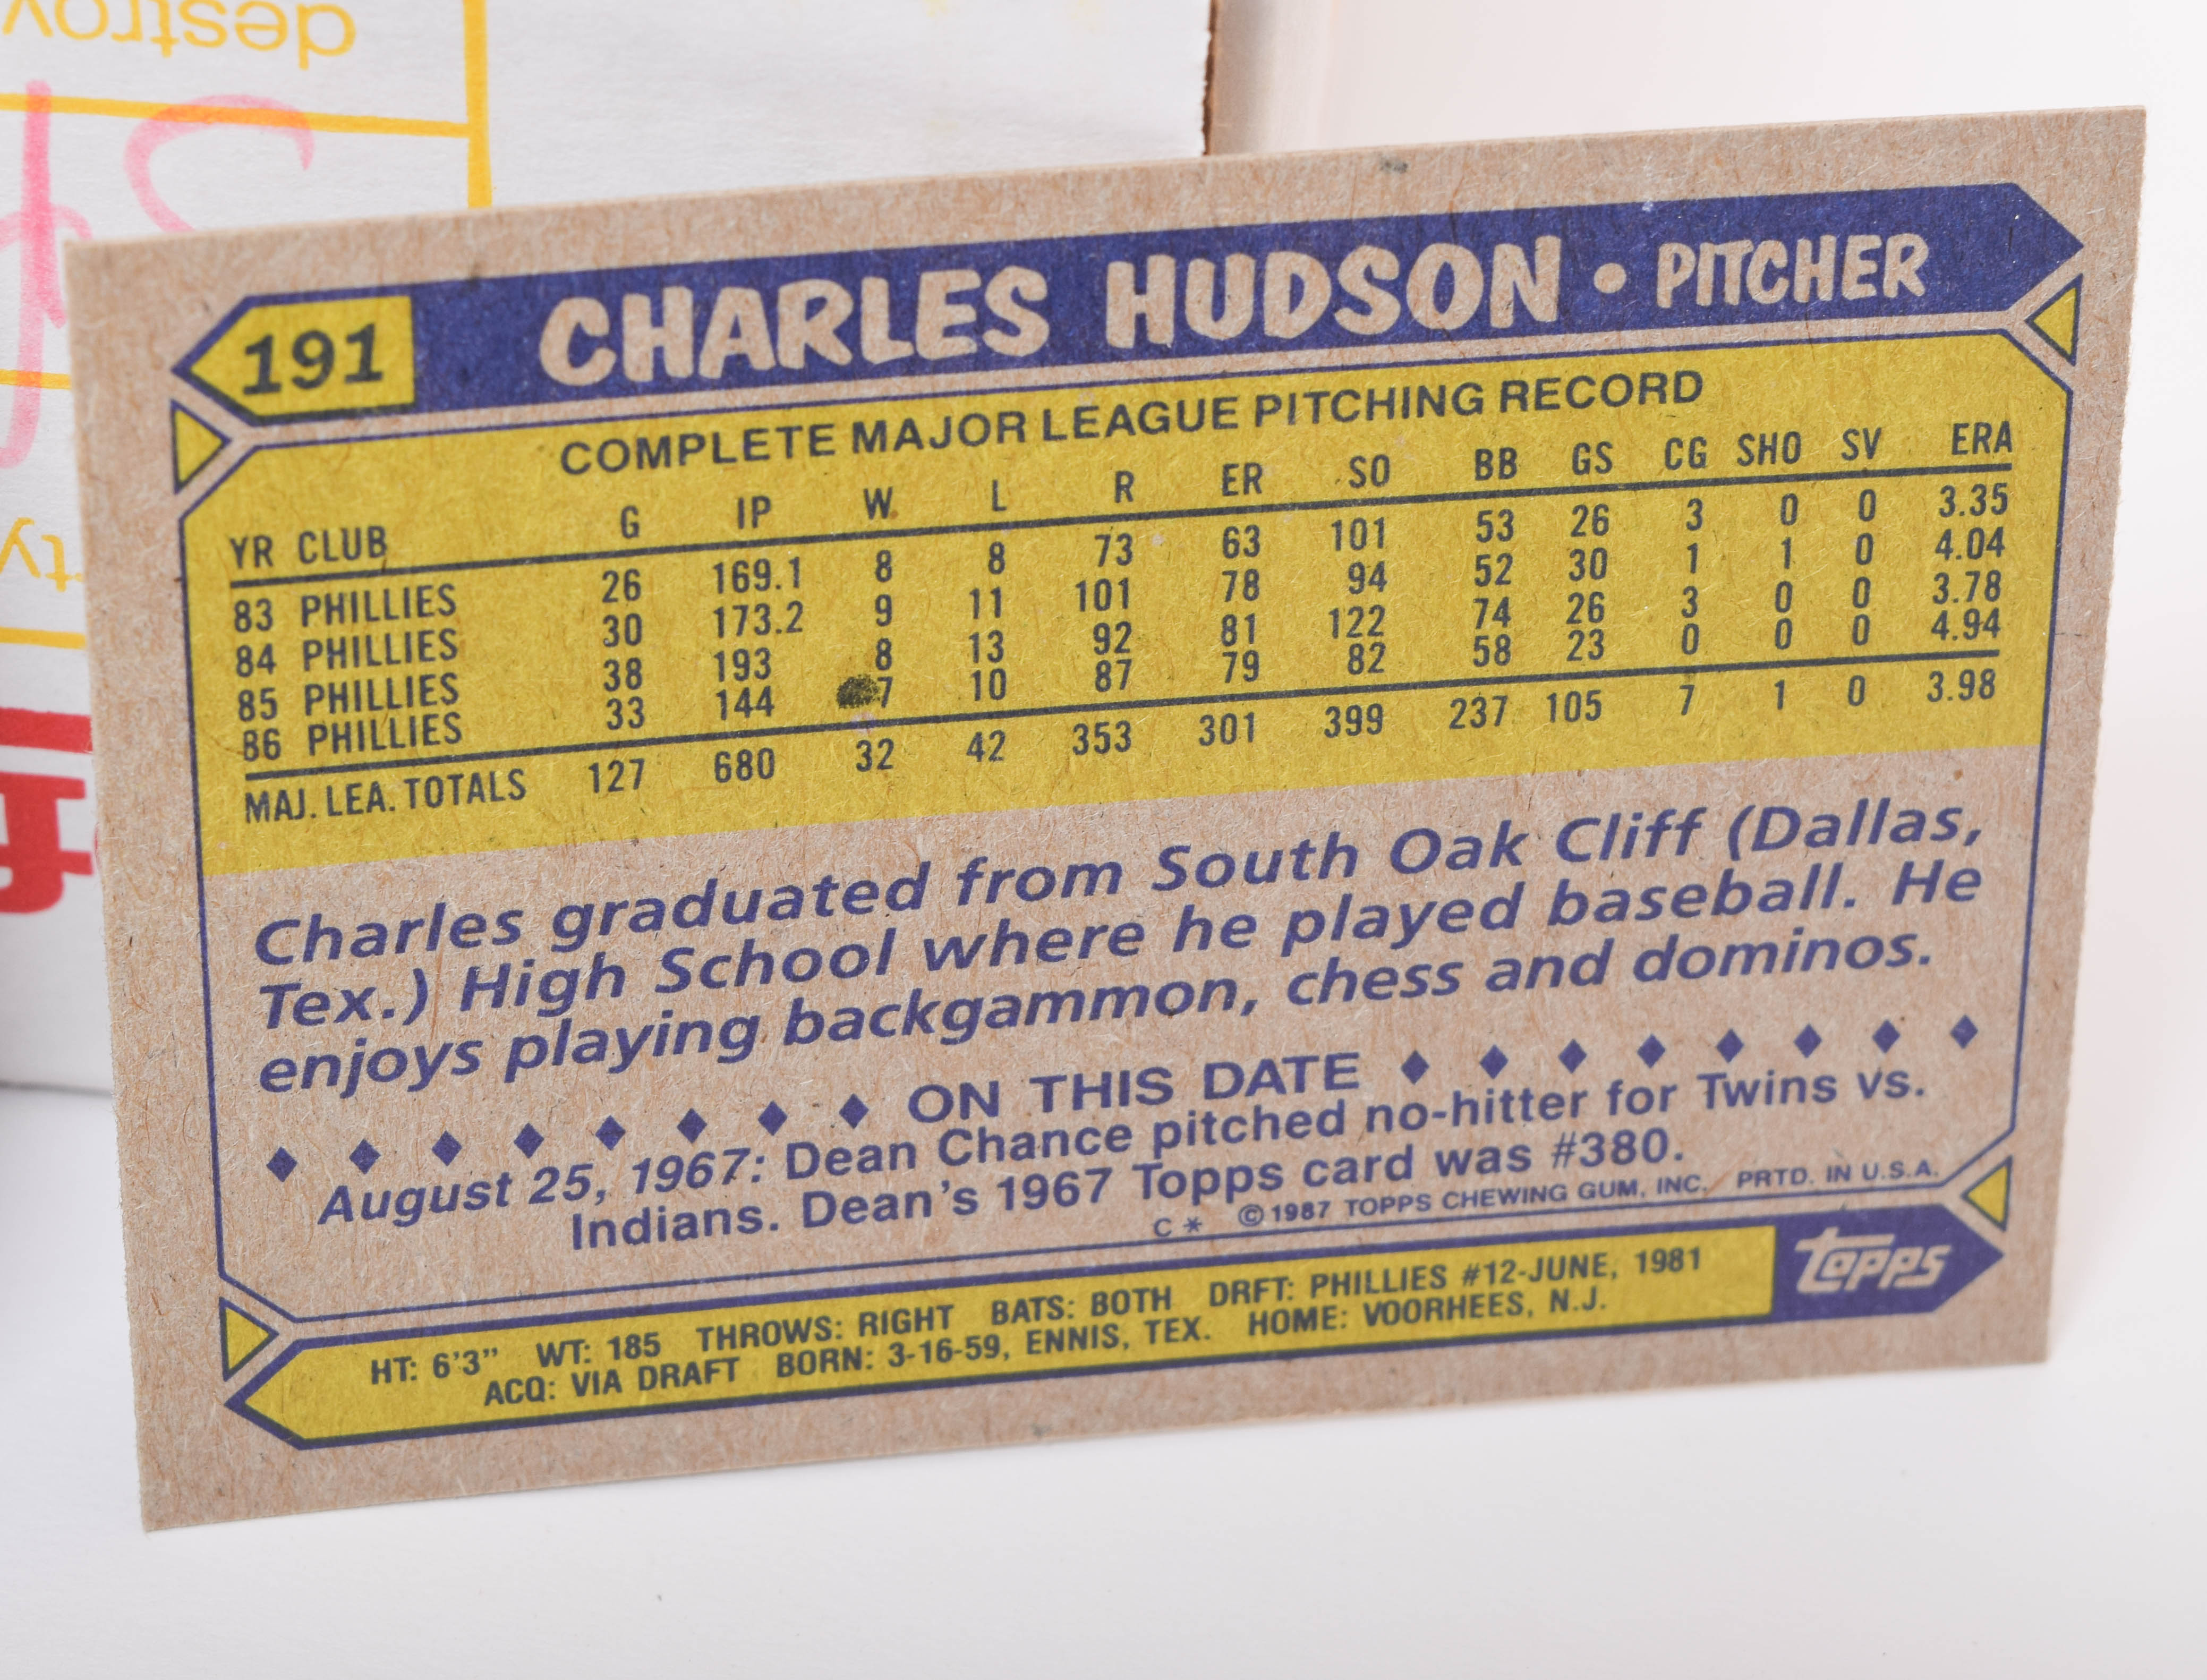 destroy
191 CHARLES HUDSON • PITCHER
COMPLETE MAJOR LEAGUE PITCHING RECORD
YR CLUB G IP W L R ER SO BB GS CG SHO SV ERA
83 PHILLIES 26 169.1 8 8 73 63 101 53 26 3 0 0 3.35
84 PHILLIES 30 173.2 9 11 101 78 94 52 30 1 1 0 4.04
85 PHILLIES 38 193 8 13 92 81 122 74 26 3 0 0 3.78
86 PHILLIES 33 144 7 10 87 79 82 58 23 0 0 0 4.94
MAJ. LEA. TOTALS 127 680 32 42 353 301 399 237 105 7 1 0 3.98
Charles graduated from South Oak Cliff (Dallas,
Tex.) High School where he played baseball. He
enjoys playing backgammon, chess and dominos.
ON THIS DATE
August 25, 1967: Dean Chance pitched no-hitter for Twins vs.
Indians. Dean's 1967 Topps card was #380.
C * © 1987 TOPPS CHEWING GUM, INC. PRTD. IN U.S.A.
topps
HT: 6'3" WT: 185 THROWS: RIGHT BATS: BOTH DRFT: PHILLIES #12-JUNE, 1981
ACQ: VIA DRAFT BORN: 3-16-59, ENNIS, TEX. HOME: VOORHEES, N.J.